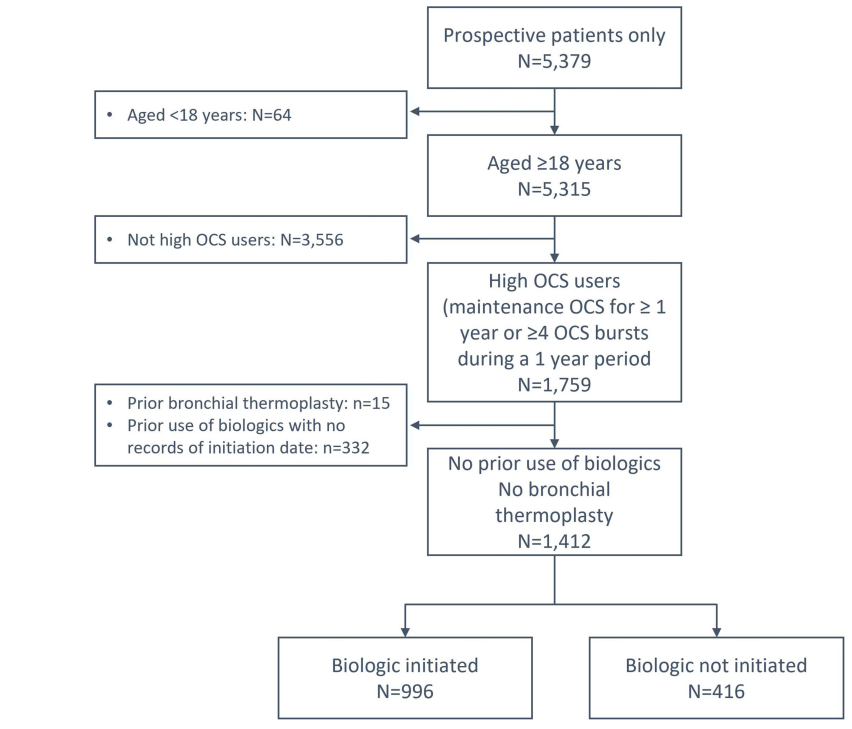 Prospective patients only
N=5,379
• Aged <18 years: N=64
Aged ≥18 years
N=5,315
• Not high OCS users: N=3,556
High OCS users
(maintenance OCS for ≥ 1
year or ≥4 OCS bursts
during a 1 year period
N=1,759
• Prior bronchial thermoplasty: n=15
• Prior use of biologics with no
records of initiation date: n=332
No prior use of biologics
No bronchial
thermoplasty
N=1,412
Biologic initiated
N=996
Biologic not initiated
N=416